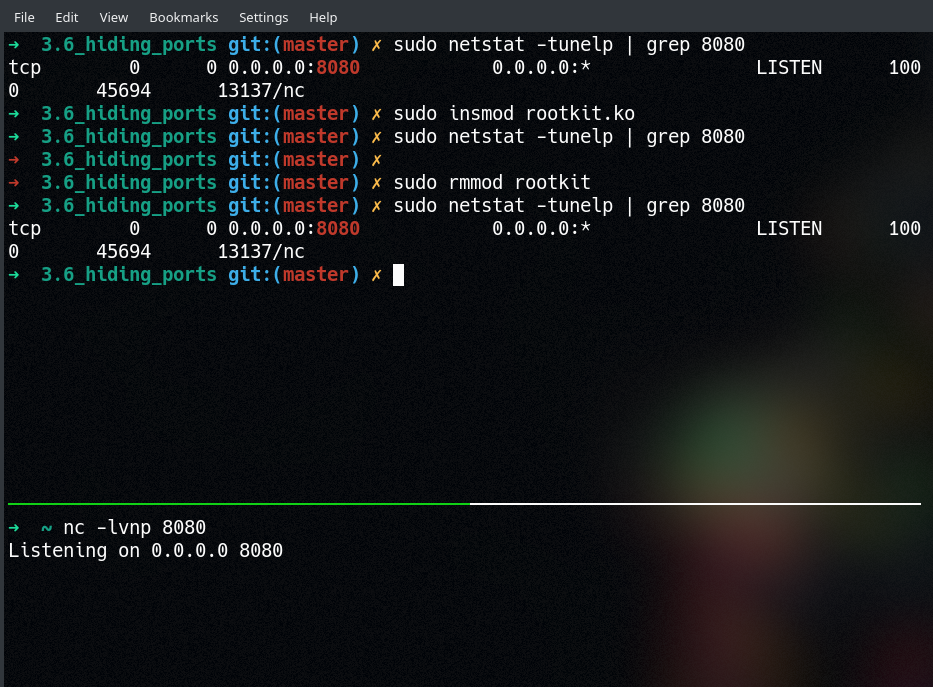 File Edit View Bookmarks Settings Help
➜  3.6_hiding_ports git:(master) ✗ sudo netstat -tunelp | grep 8080
tcp        0      0 0.0.0.0:8080            0.0.0.0:*               LISTEN      100
0       45694      13137/nc
➜  3.6_hiding_ports git:(master) ✗ sudo insmod rootkit.ko
➜  3.6_hiding_ports git:(master) ✗ sudo netstat -tunelp | grep 8080
➜  3.6_hiding_ports git:(master) ✗
➜  3.6_hiding_ports git:(master) ✗ sudo rmmod rootkit
➜  3.6_hiding_ports git:(master) ✗ sudo netstat -tunelp | grep 8080
tcp        0      0 0.0.0.0:8080            0.0.0.0:*               LISTEN      100
0       45694      13137/nc
➜  3.6_hiding_ports git:(master) ✗
➜  ~ nc -lvnp 8080
Listening on 0.0.0.0 8080